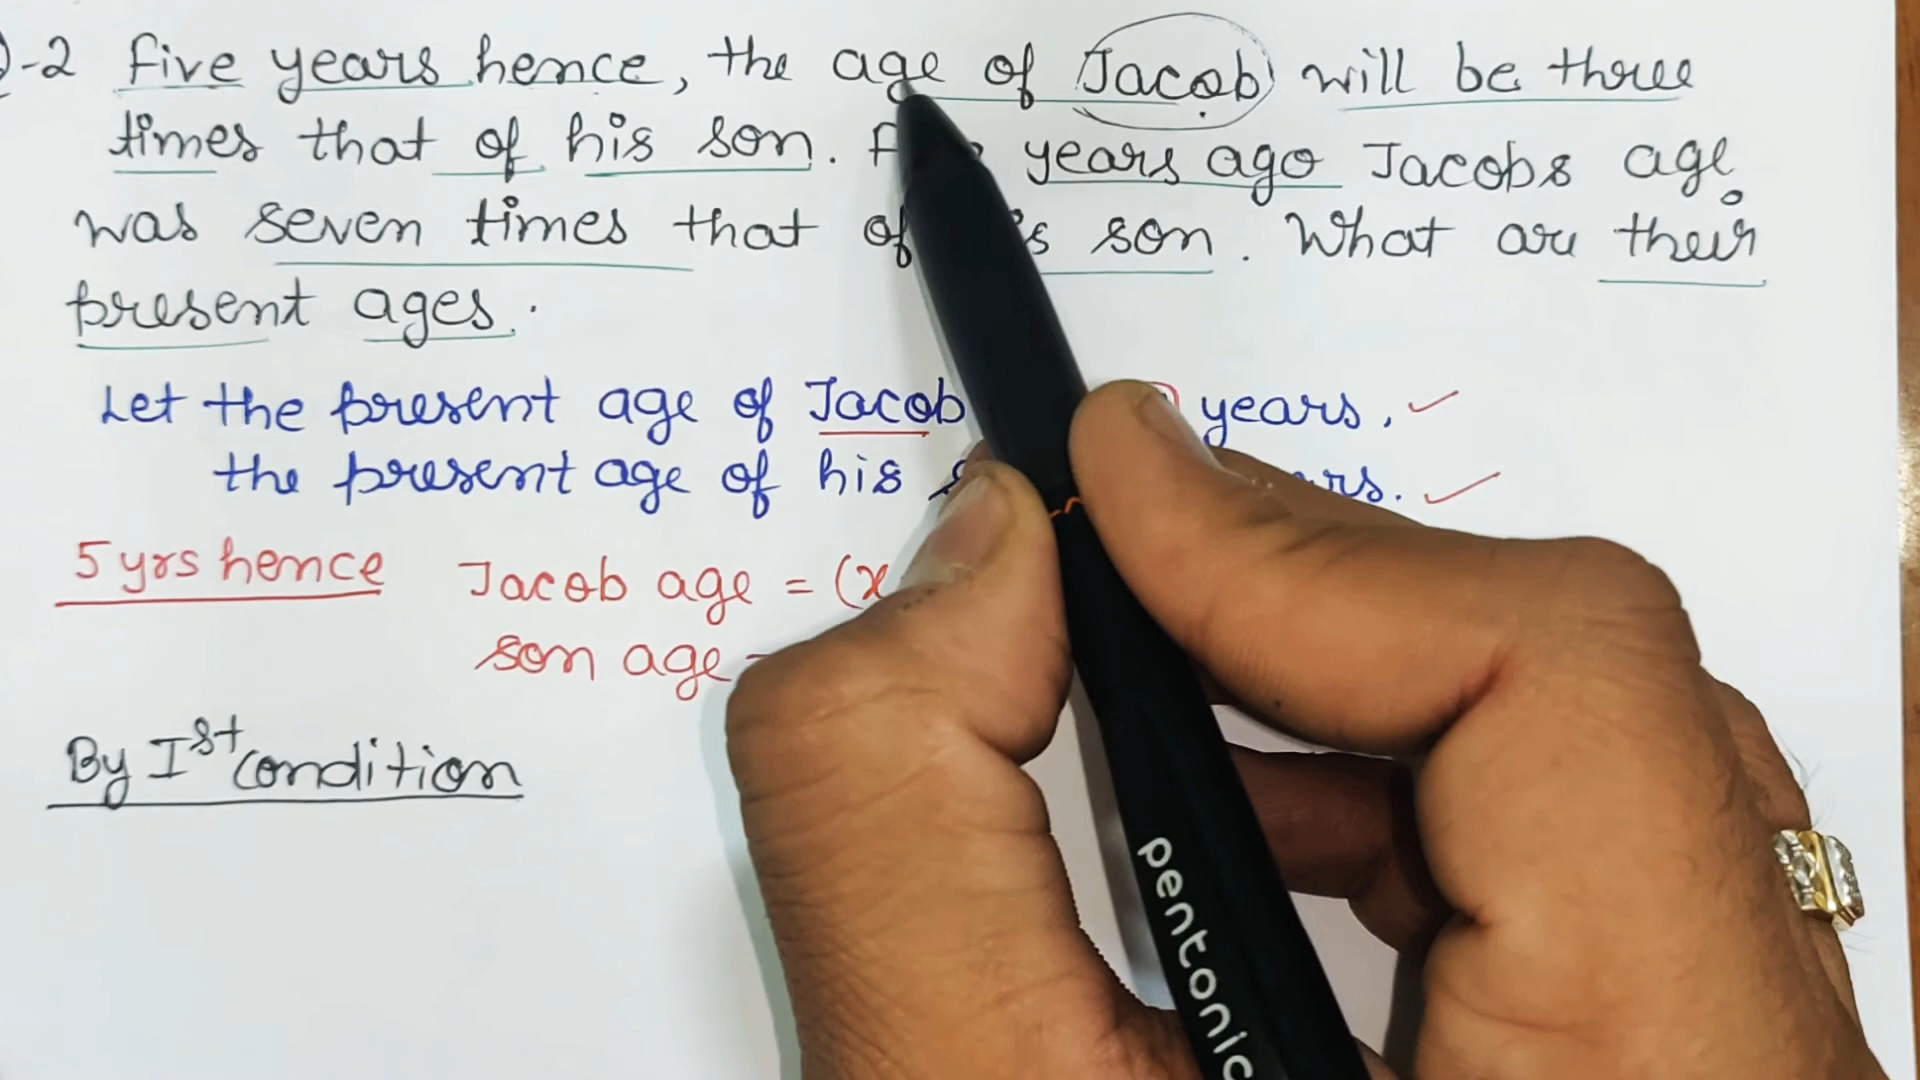 -2 Five years hence, the age of Jacob will be three
times that of his son. years ago Jacobs age
was seven times that of son. What are their
present ages.
Let the present age of Jacob years.
the present age of his
5 yrs hence Jacob age = (x
son age
By Ist condition
pentonic